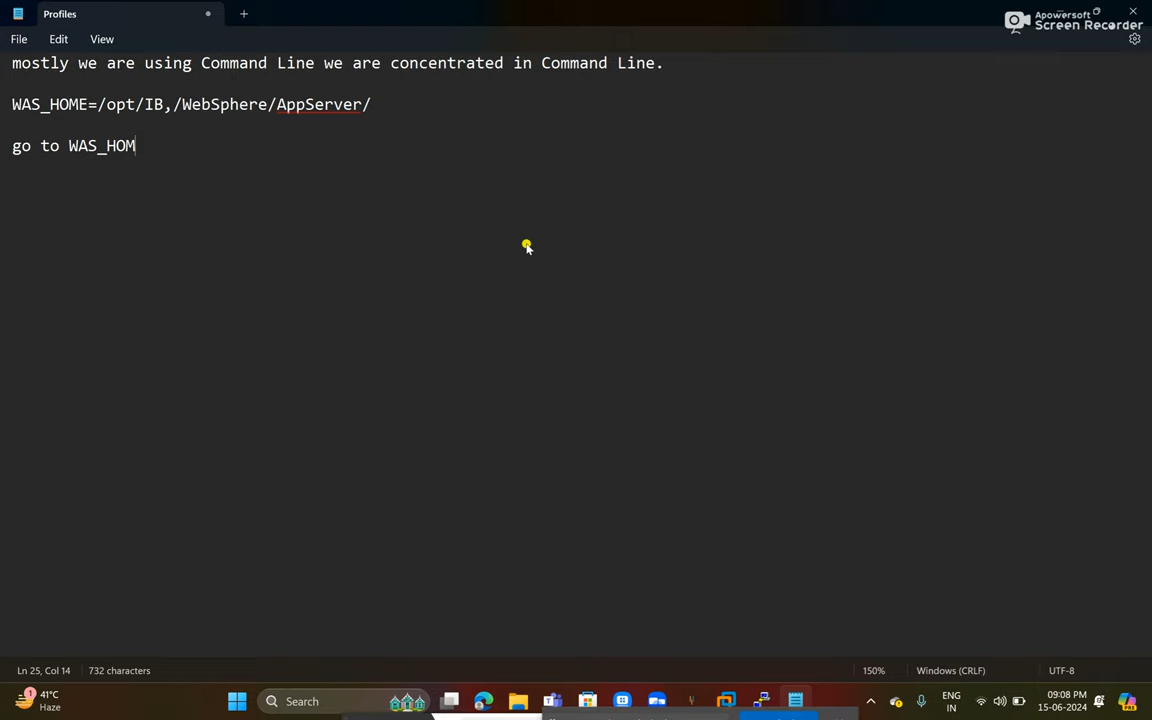 Profiles
Apowersoft
Screen Recorder
File Edit View
mostly we are using Command Line we are concentrated in Command Line.
WAS_HOME=/opt/IB,/WebSphere/AppServer/
go to WAS_HOM
Ln 25, Col 14 732 characters 150% Windows (CRLF) UTF-8
1 41°C
Haze
Search
ENG
IN
09:08 PM
15-06-2024
PRE